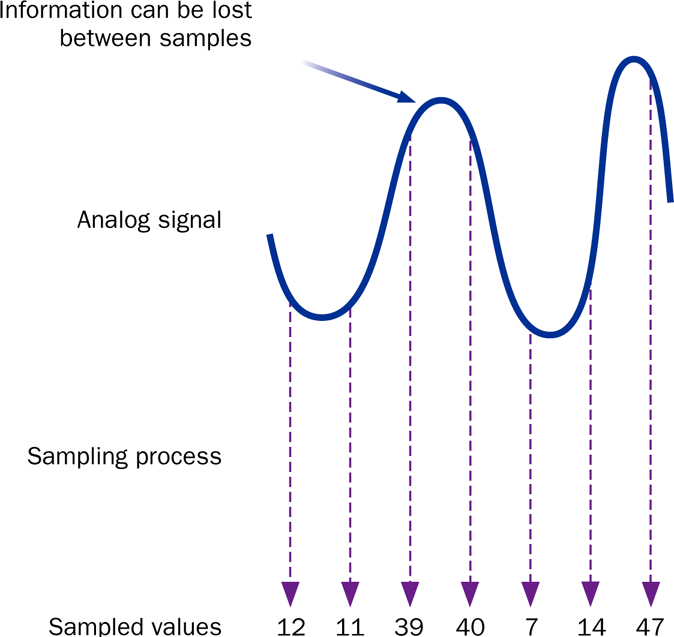 Information can be lost
between samples
Analog signal
Sampling process
Sampled values 12 11 39 40 7 14 47